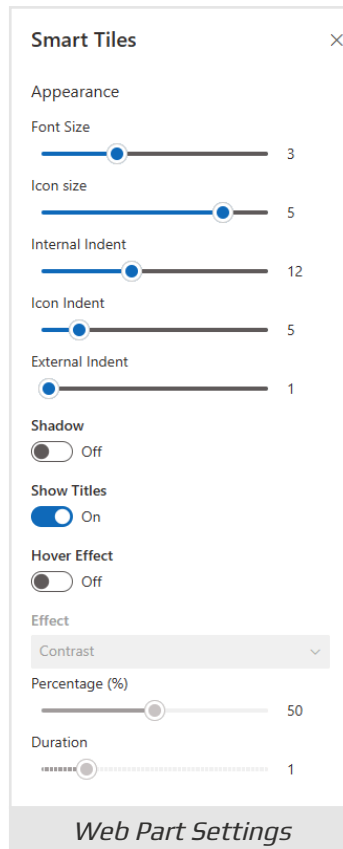 Smart Tiles
Appearance
Font Size
3
Icon size
5
Internal Indent
12
Icon Indent
5
External Indent
1
Shadow
Off
Show Titles
On
Hover Effect
Off
Effect
Contrast
Percentage (%)
50
Duration
1
Web Part Settings